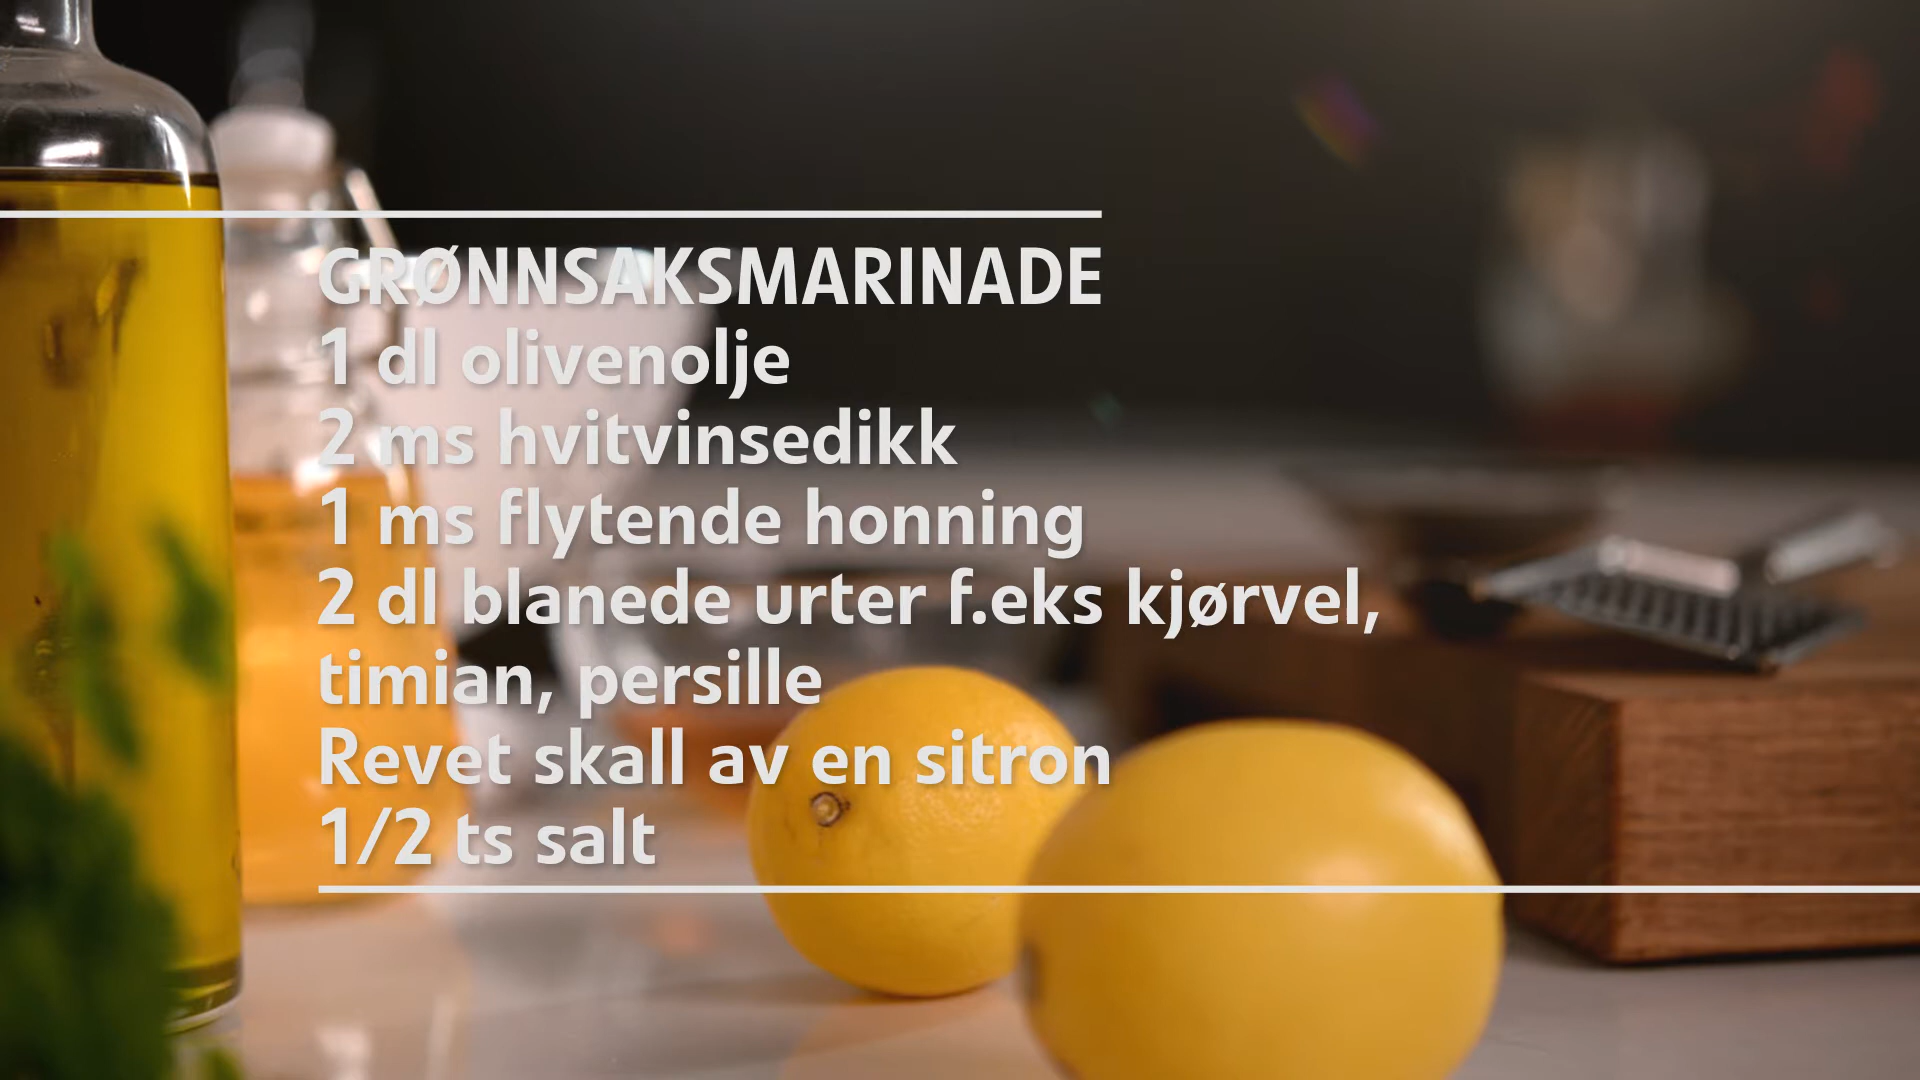 GRØNNSAKSMARINADE
1 dl olivenolje
2 ms hvitvinsedikk
1 ms flytende honning
2 dl blanede urter f.eks kjørvel,
timian, persille
Revet skall av en sitron
1/2 ts salt